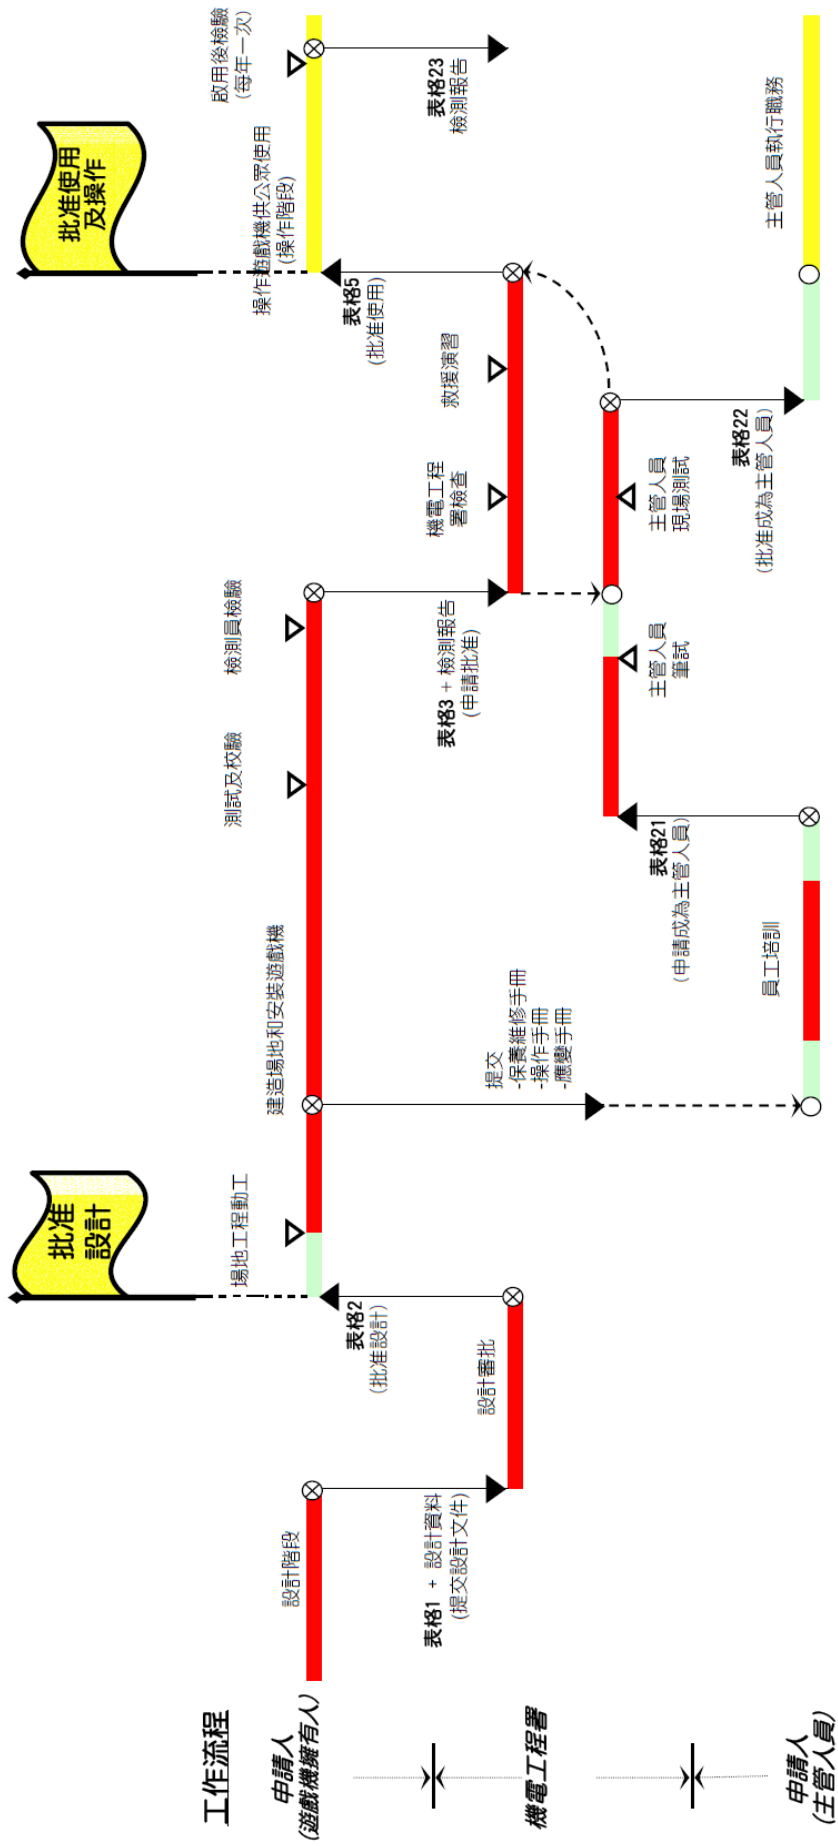 工作流程
申請人
(遊戲機擁有人)
機電工程署
申請人
(主管人員)
設計階段
表格1 + 設計資料
(提交設計文件)
設計審批
表格2
(批准設計)
批准
設計
場地工程動工
建造場地和安裝遊戲機
提交
-保養維修手冊
-操作手冊
-應變手冊
員工培訓
表格21
(申請成為主管人員)
測試及校驗
檢測員檢驗
表格3 + 檢測報告
(申請批准)
主管人員
筆試
機電工程
署檢查
主管人員
現場測試
救援演習
表格22
(批准成為主管人員)
表格5
(批准使用)
批准使用
及操作
操作遊戲機供公眾使用
(操作階段)
啟用後檢驗
(每年一次)
表格23
檢測報告
主管人員執行職務